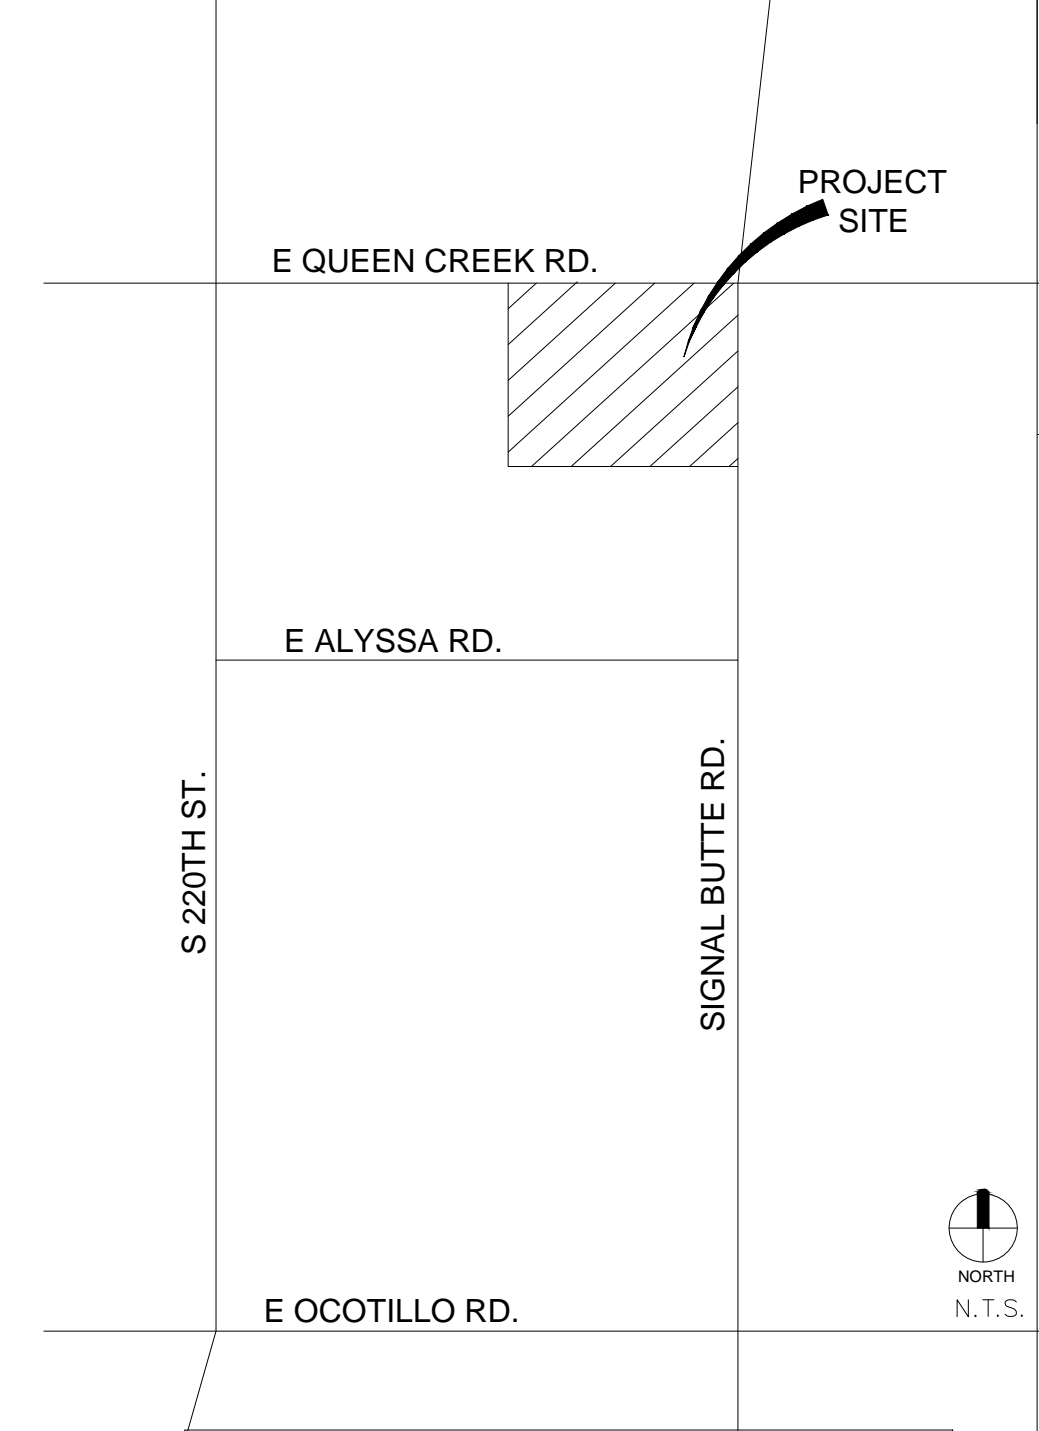 PROJECT
SITE
E QUEEN CREEK RD.
E ALYSSA RD.
S 220TH ST.
SIGNAL BUTTE RD.
NORTH
N.T.S.
E OCOTILLO RD.